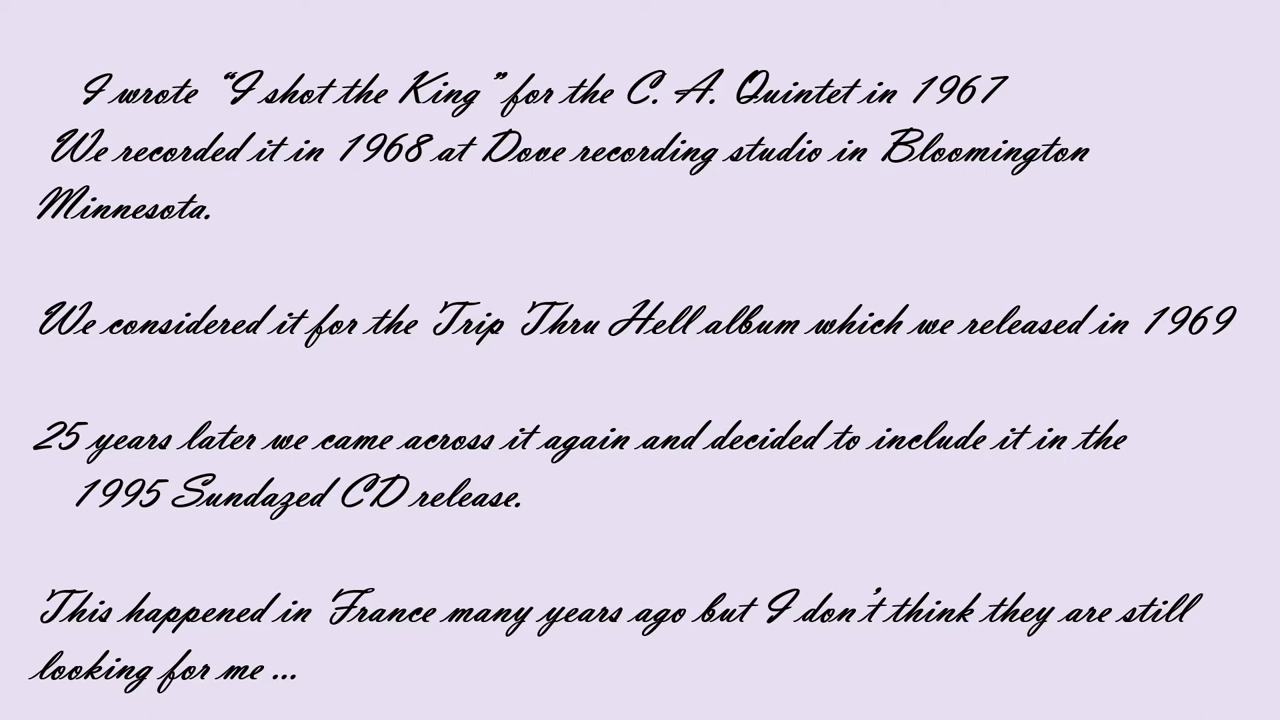 I wrote “I shot the King” for the C. A. Quintet in 1967
We recorded it in 1968 at Dove recording studio in Bloomington
Minnesota.
We considered it for the Trip Thru Hell album which we released in 1969
25 years later we came across it again and decided to include it in the
1995 Sundazed CD release.
This happened in France many years ago but I don’t think they are still
looking for me ...